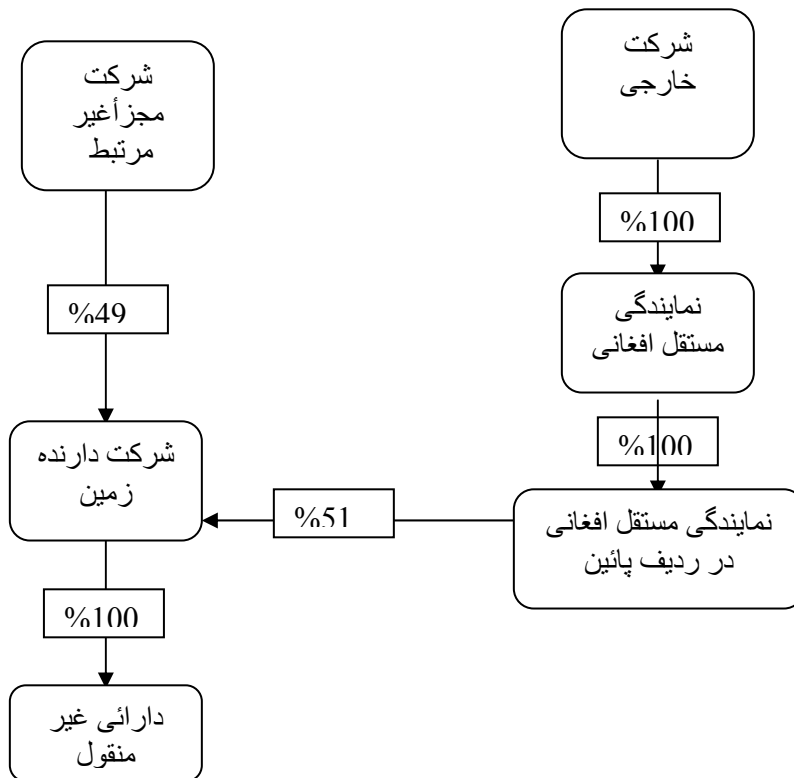 شرکت
خارجی
شرکت
مجزأغیر
مرتبط
%100
نمایندگی
مستقل افغانی
%49
%100
شرکت دارنده
زمین
%51
نمایندگی مستقل افغانی
در ردیف پائین
%100
دارائی غیر
منقول